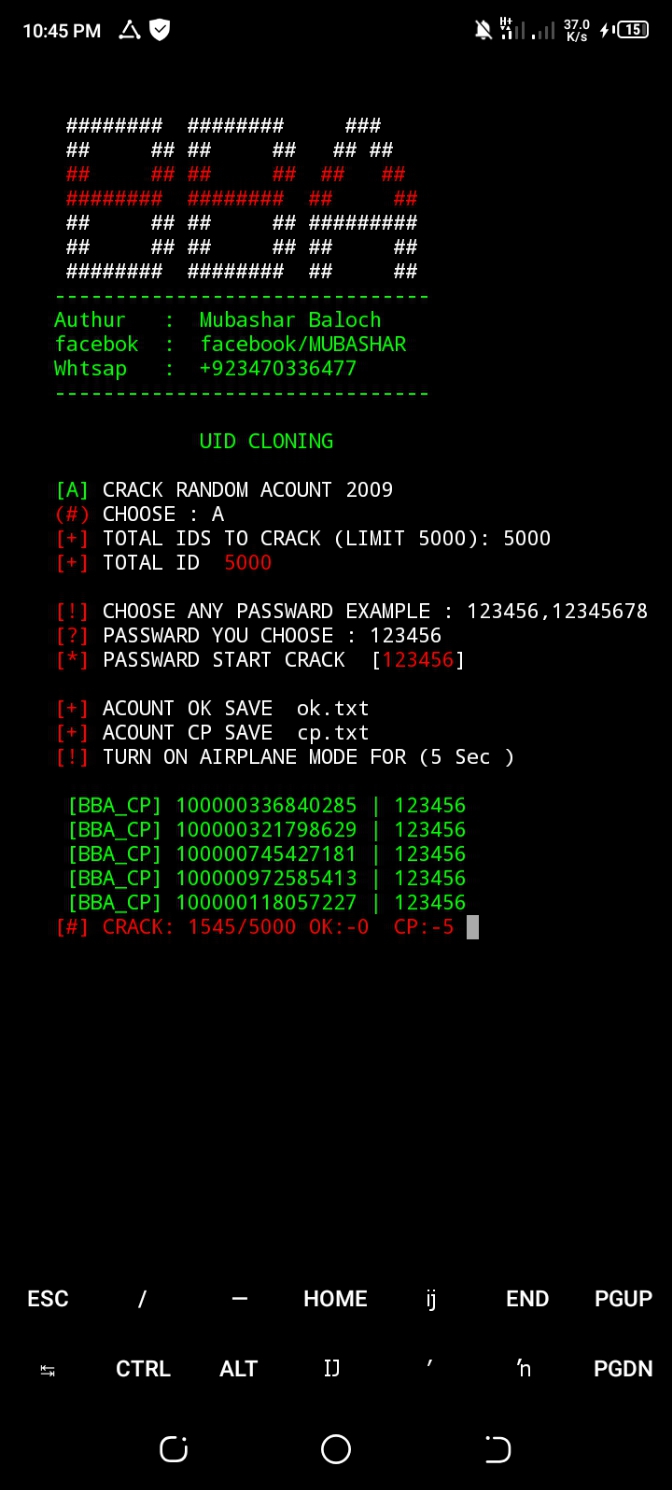 10:45 PM H+ 37.0 K/s 15
########  ########     ###
##     ## ##     ##   ## ##
##     ## ##     ##  ##   ##
########  ########  ##     ##
##     ## ##     ## #########
##     ## ##     ## ##     ##
########  ########  ##     ##
-------------------------------
Authur   :  Mubashar Baloch
facebok  :  facebook/MUBASHAR
Whtsap   :  +923470336477
-------------------------------
UID CLONING
[A] CRACK RANDOM ACOUNT 2009
(#) CHOOSE : A
[+] TOTAL IDS TO CRACK (LIMIT 5000): 5000
[+] TOTAL ID  5000
[!] CHOOSE ANY PASSWARD EXAMPLE : 123456,12345678
[?] PASSWARD YOU CHOOSE : 123456
[*] PASSWARD START CRACK  [123456]
[+] ACOUNT OK SAVE  ok.txt
[+] ACOUNT CP SAVE  cp.txt
[!] TURN ON AIRPLANE MODE FOR (5 Sec )
[BBA_CP] 100000336840285 | 123456
[BBA_CP] 100000321798629 | 123456
[BBA_CP] 100000745427181 | 123456
[BBA_CP] 100000972585413 | 123456
[BBA_CP] 100000118057227 | 123456
[#] CRACK: 1545/5000 OK:-0  CP:-5
ESC / — HOME ĳ END PGUP
↹ CTRL ALT Ĳ ′ ŉ PGDN